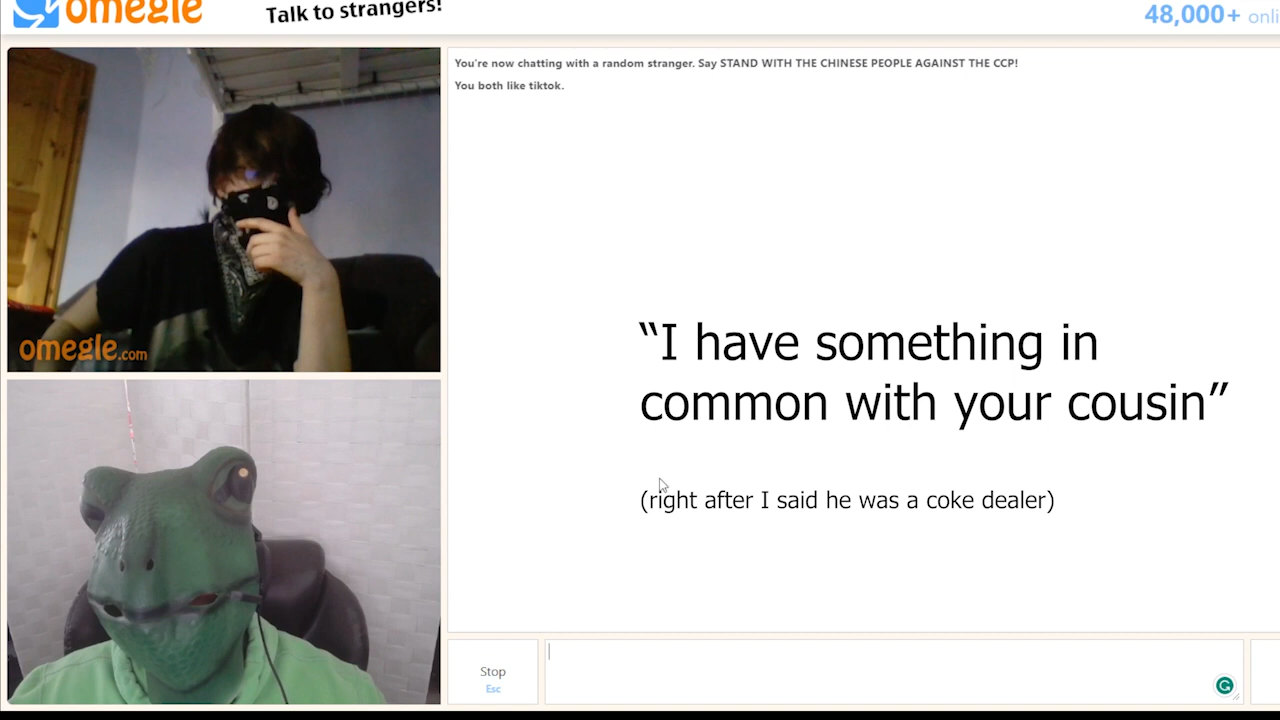 omegle
Talk to strangers!
48,000+ onli
You're now chatting with a random stranger. Say STAND WITH THE CHINESE PEOPLE AGAINST THE CCP!
You both like tiktok.
omegle.com
“I have something in
common with your cousin”
(right after I said he was a coke dealer)
Stop
Esc